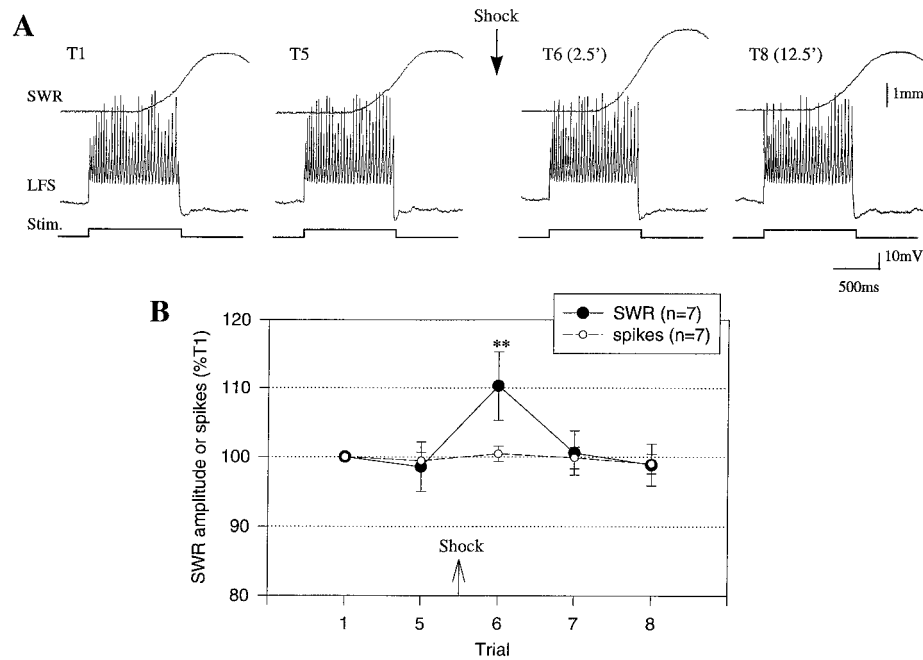 A
Shock
T1
T5
T6 (2.5')
T8 (12.5')
SWR
1mm
LFS
Stim.
10mV
500ms
B
SWR (n=7)
spikes (n=7)
SWR amplitude or spikes (%T1)
120
110
100
90
80
**
Shock
1
5
6
7
8
Trial